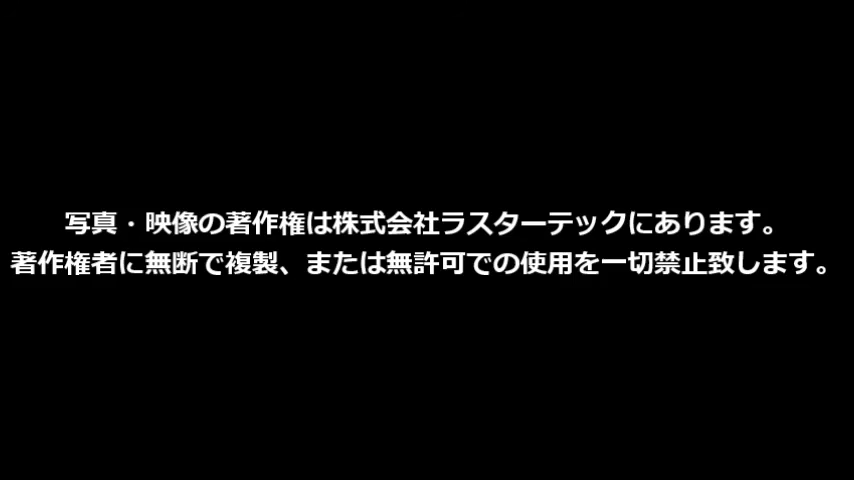 写真・映像の著作権は株式会社ラスターテックにあります。
著作権者に無断で複製、または無許可での使用を一切禁止致します。